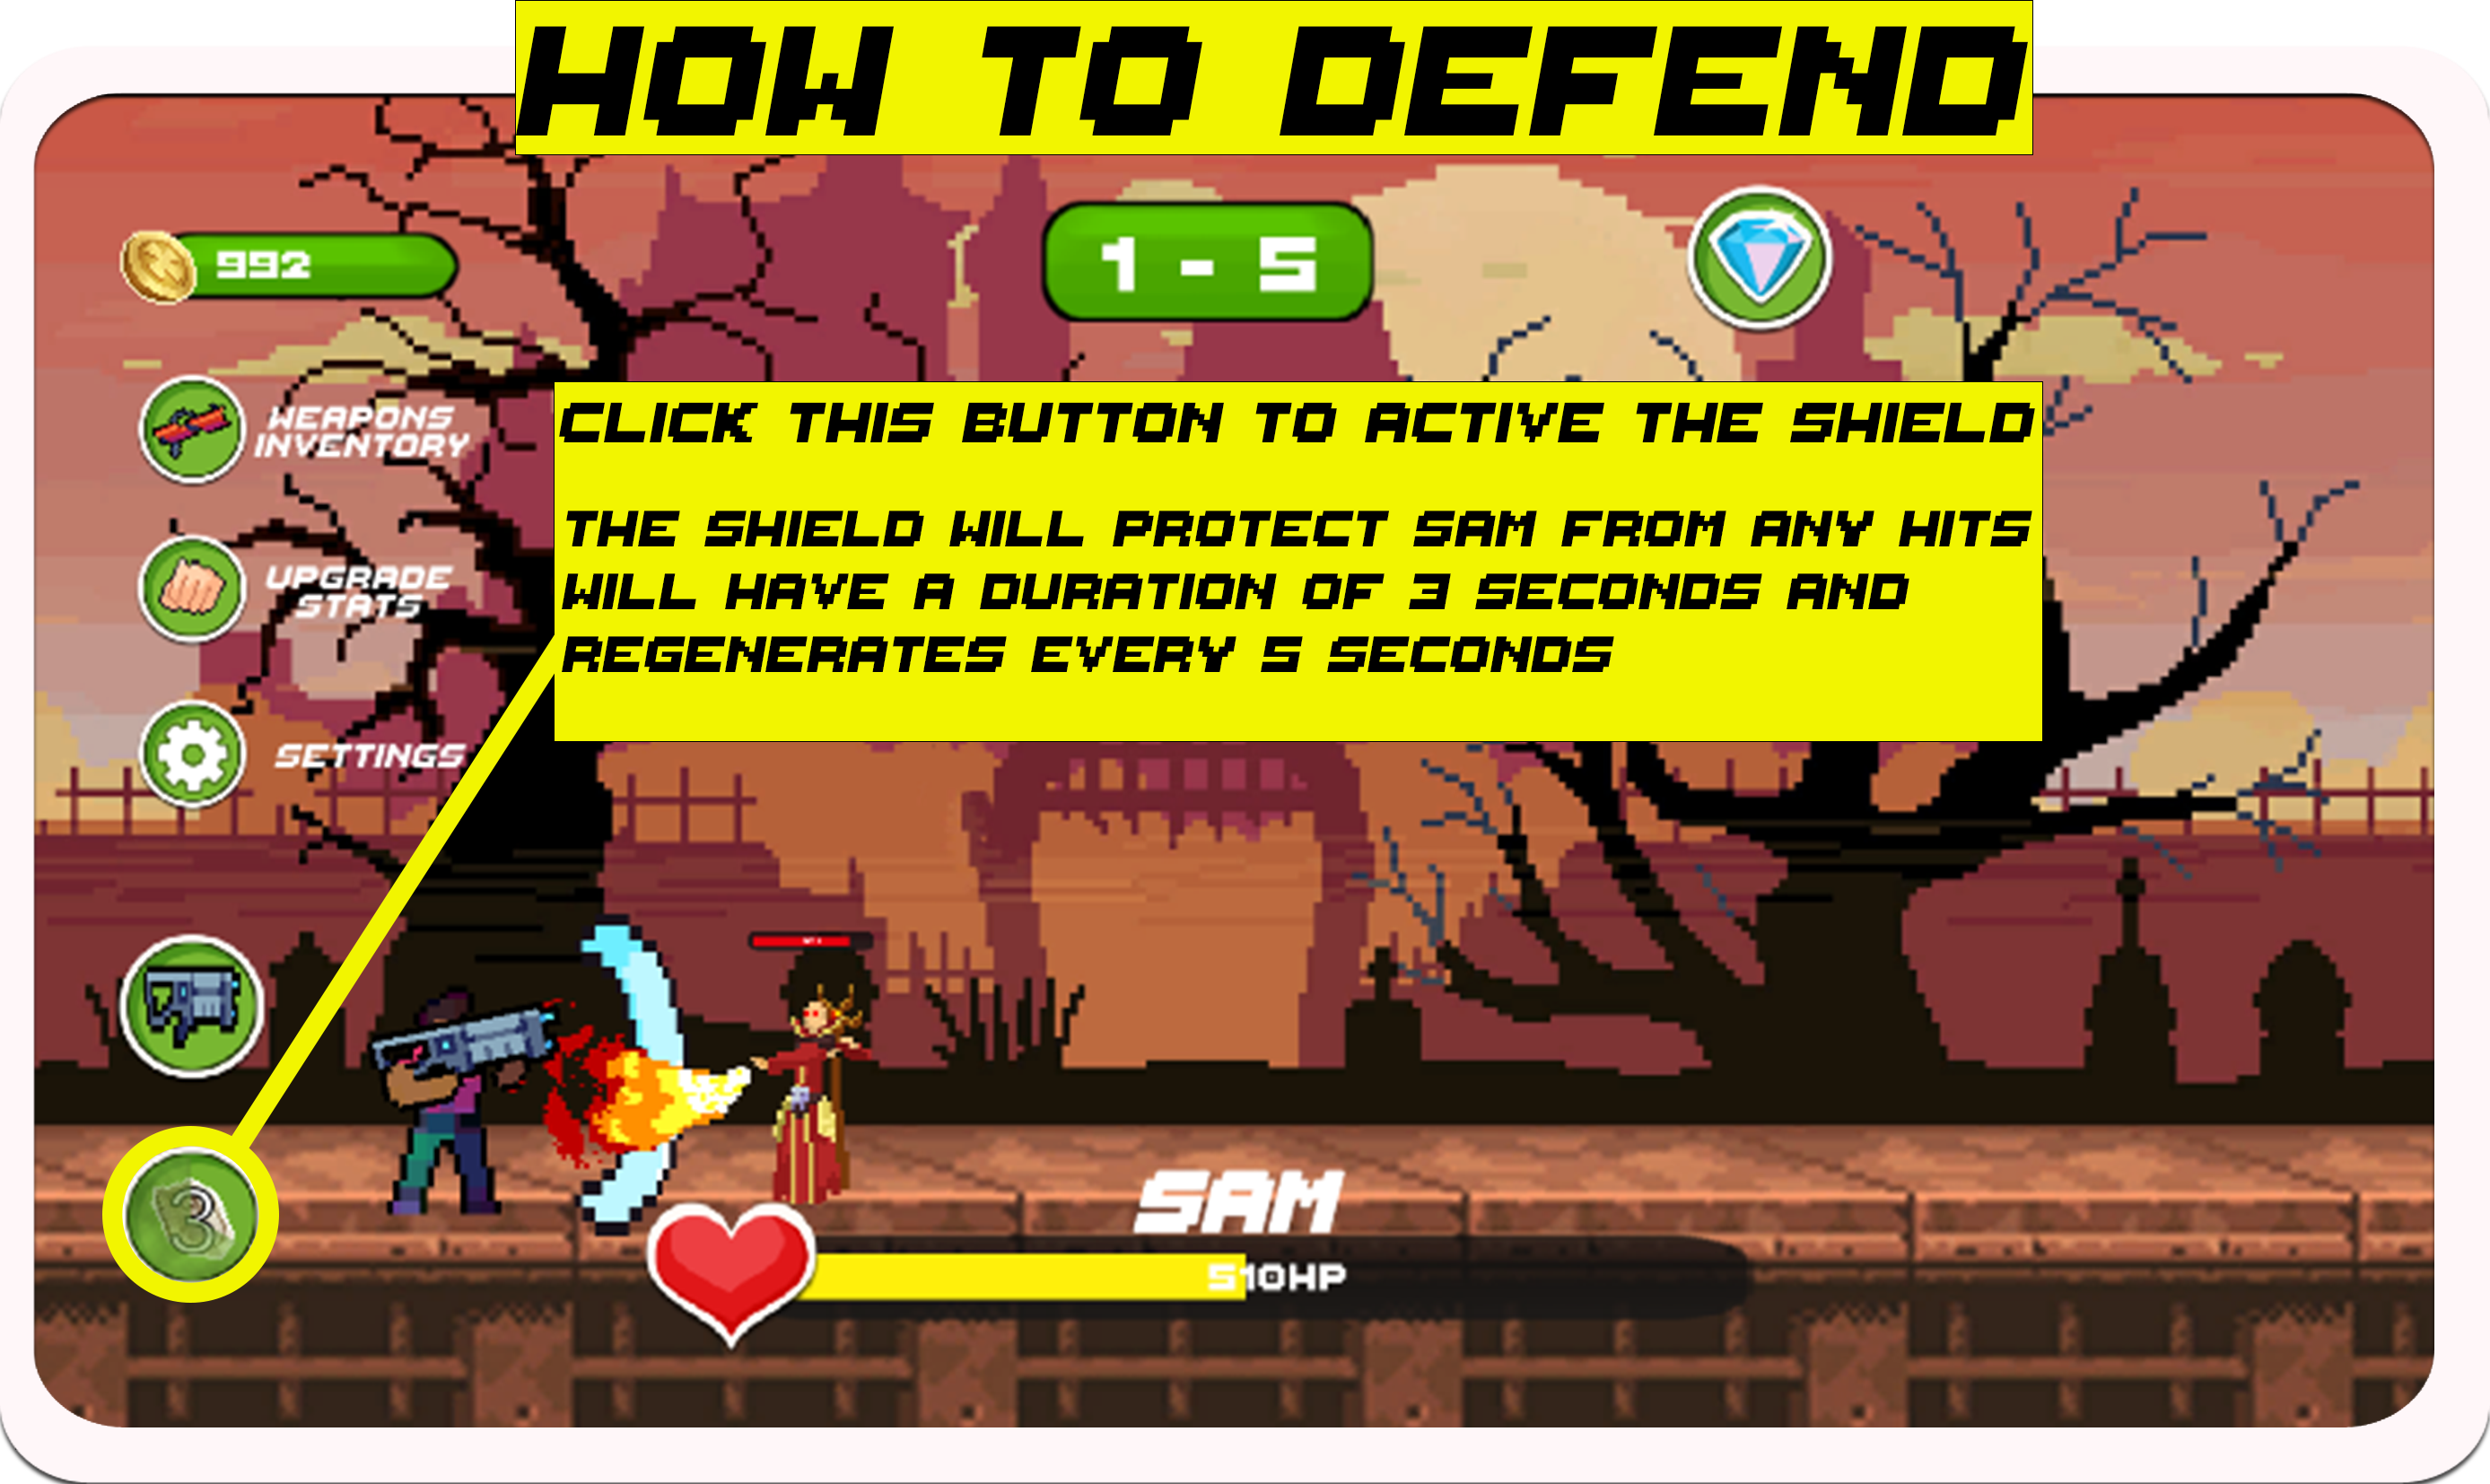 HOW TO DEFEND
992
1 - 5
WEAPONS
INVENTORY
CLICK THIS BUTTON TO ACTIVE THE SHIELD
THE SHIELD WILL PROTECT SAM FROM ANY HITS
WILL HAVE A DURATION OF 3 SECONDS AND
REGENERATES EVERY 5 SECONDS
UPGRADE
STATS
SETTINGS
3
SAM
510HP